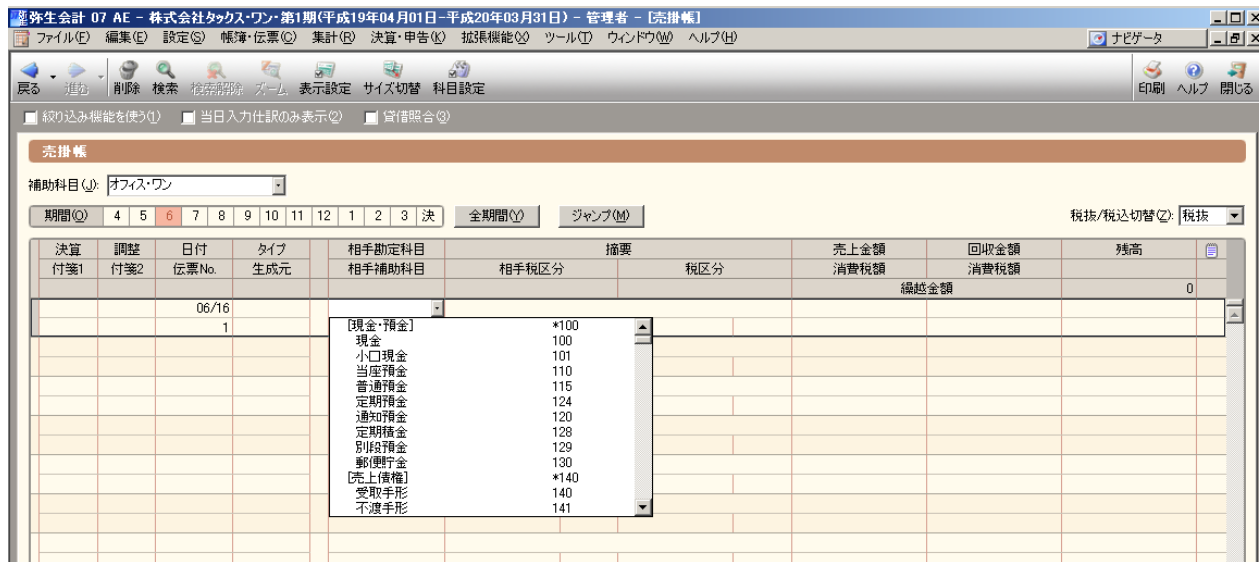 弥生会計 07 AE - 株式会社タックス・ワン・第1期(平成19年04月01日-平成20年03月31日) - 管理者 - [売掛帳]
ファイル(F) 編集(E) 設定(S) 帳簿・伝票(C) 集計(R) 決算・申告(K) 拡張機能(X) ツール(T) ウィンドウ(W) ヘルプ(H) ナビゲータ
戻る 進む 削除 検索 検索解除 ズーム 表示設定 サイズ切替 科目設定 印刷 ヘルプ 閉じる
絞り込み機能を使う(1) 当日入力仕訳のみ表示(2) 貸借照合(3)
売掛帳
補助科目(J): オフィス・ワン
期間(O) 4 5 6 7 8 9 10 11 12 1 2 3 決 全期間(Y) ジャンプ(M) 税抜/税込切替(Z): 税抜
決算 調整 日付 タイプ 相手勘定科目 摘要 売上金額 回収金額 残高
付箋1 付箋2 伝票No. 生成元 相手補助科目 相手税区分 税区分 消費税額 消費税額
繰越金額 0
06/16
1
[現金・預金] *100
現金 100
小口現金 101
当座預金 110
普通預金 115
定期預金 124
通知預金 120
定期積金 128
別段預金 129
郵便貯金 130
[売上債権] *140
受取手形 140
不渡手形 141